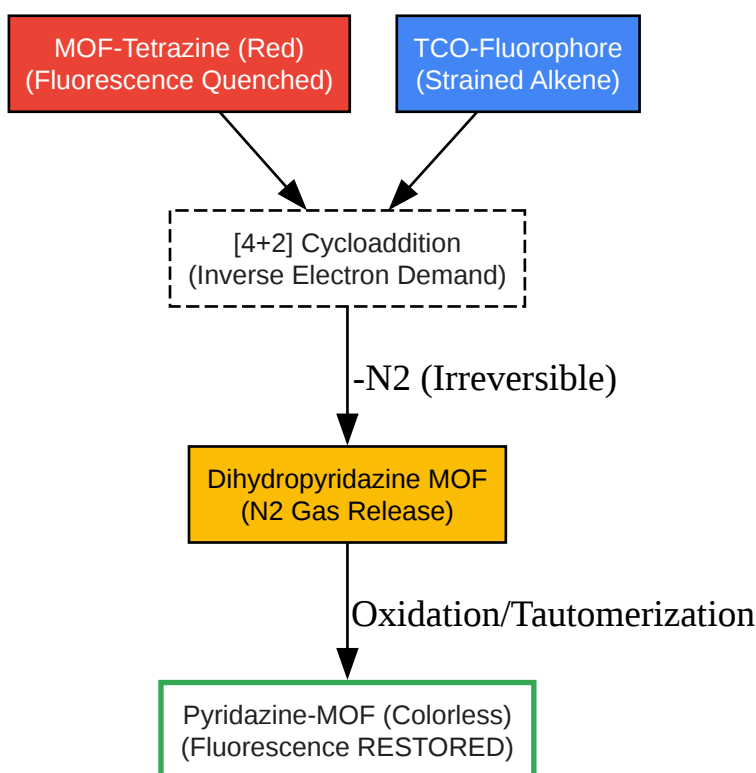 MOF-Tetrazine (Red)
(Fluorescence Quenched)
TCO-Fluorophore
(Strained Alkene)
[4+2] Cycloaddition
(Inverse Electron Demand)
-N2 (Irreversible)
Dihydropyridazine MOF
(N2 Gas Release)
Oxidation/Tautomerization
Pyridazine-MOF (Colorless)
(Fluorescence RESTORED)